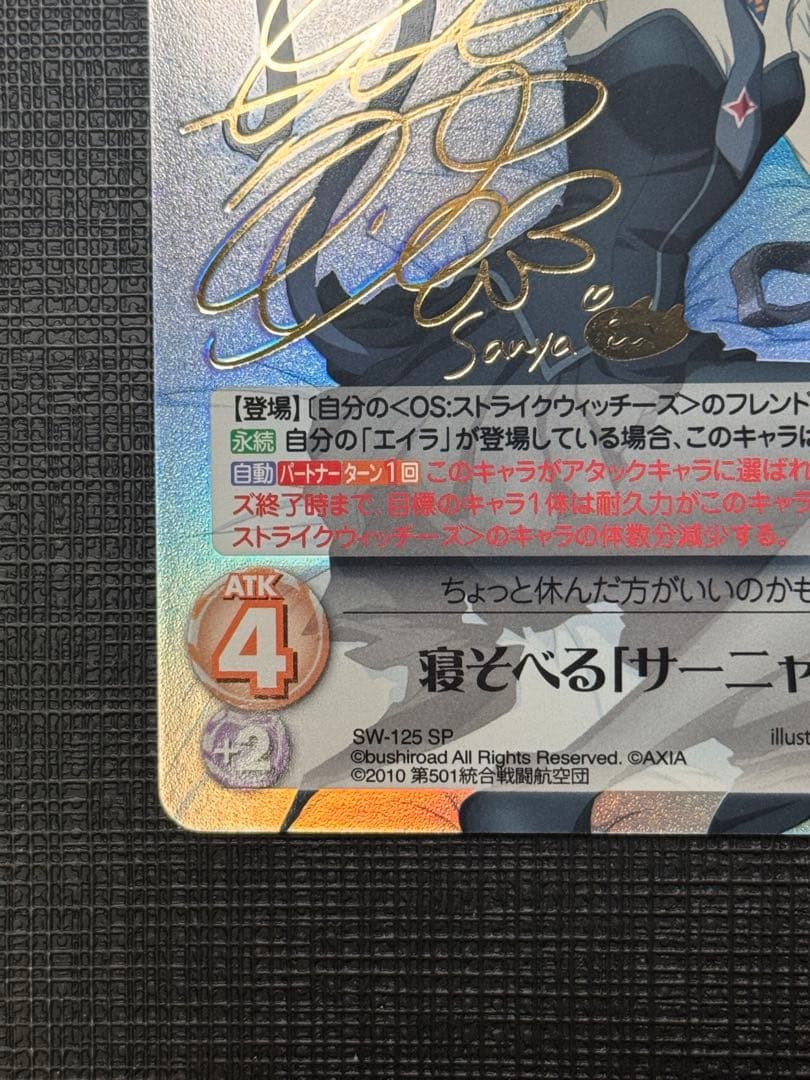 Sanya
【登場】〔自分の<OS:ストライクウィッチーズ>のフレンド
永続 自分の「エイラ」が登場している場合、このキャラは
自動 パートナー ターン1回 このキャラがアタックキャラに選ばれ
ズ終了時まで、目標のキャラ1体は耐久力がこのキャラ
ストライクウィッチーズ>のキャラの体数分減少する。
ATK
4
ちょっと休んだ方がいいのかも
寝そべる「サーニャ
+2
SW-125 SP
illust
©bushiroad All Rights Reserved. ©AXIA
©2010 第501統合戦闘航空団